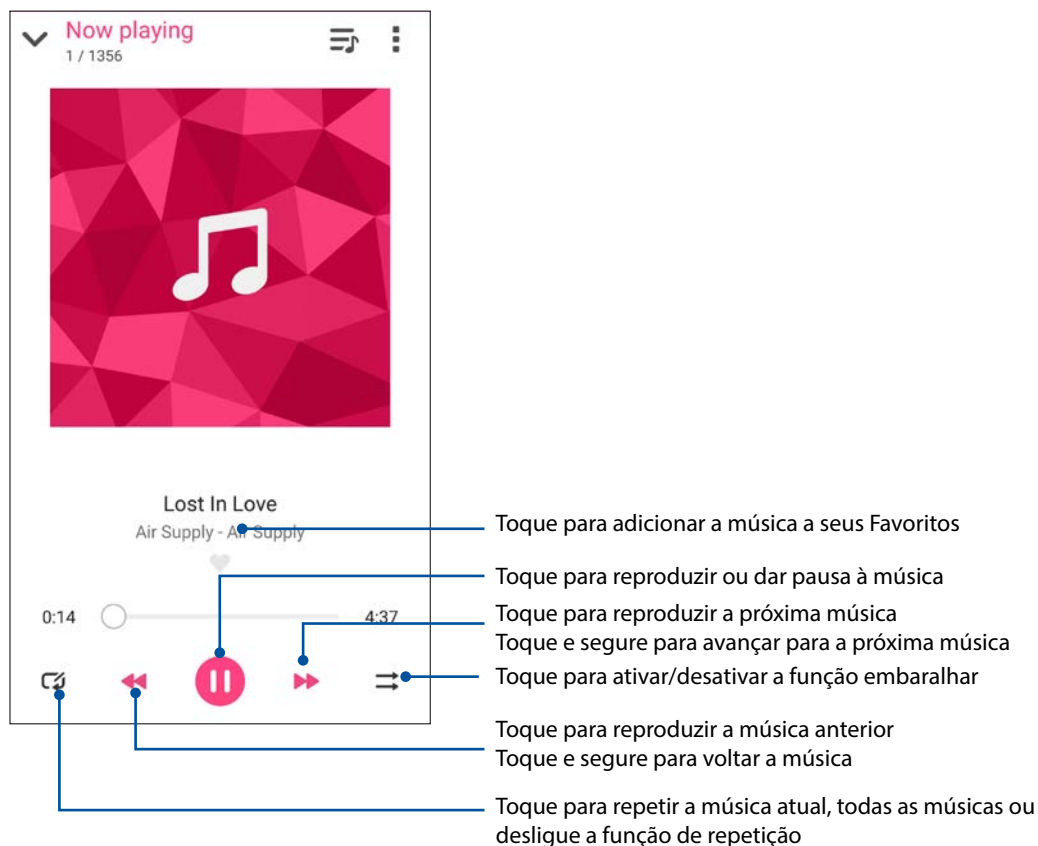 Now playing
1 / 1356
Lost In Love
Air Supply - Air Supply
0:14
4:37
Toque para adicionar a música a seus Favoritos
Toque para reproduzir ou dar pausa à música
Toque para reproduzir a próxima música
Toque e segure para avançar para a próxima música
Toque para ativar/desativar a função embaralhar
Toque para reproduzir a música anterior
Toque e segure para voltar a música
Toque para repetir a música atual, todas as músicas ou
desligue a função de repetição